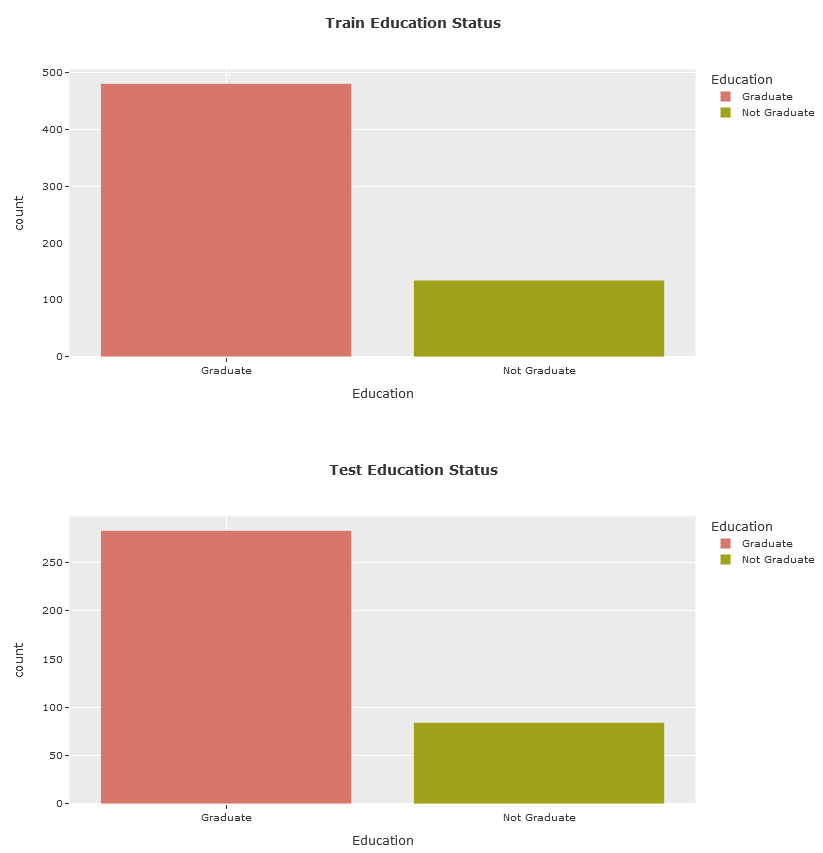 Train Education Status
Education
Graduate
Not Graduate
500
400
300
200
100
0
count
Graduate
Not Graduate
Education
Test Education Status
Education
Graduate
Not Graduate
250
200
150
100
50
0
count
Graduate
Not Graduate
Education